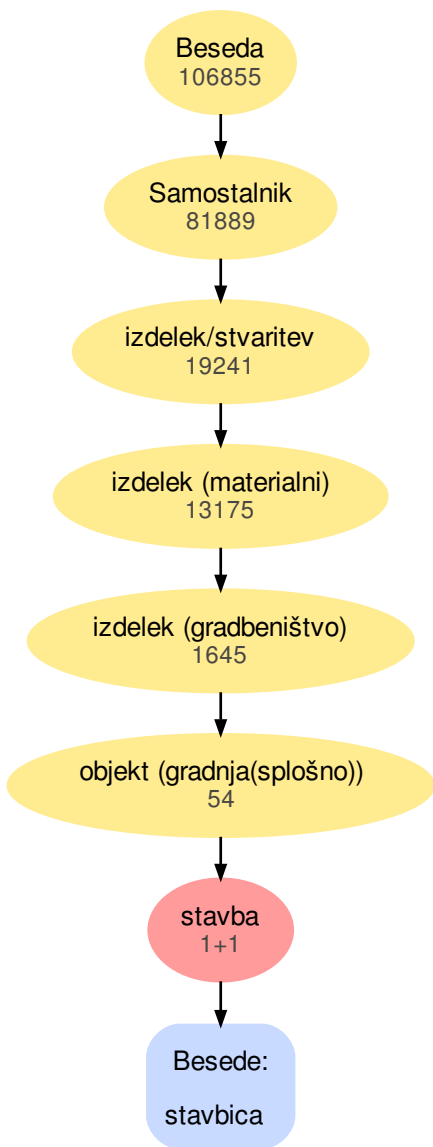 Beseda
106855
Samostalnik
81889
izdelek/stvaritev
19241
izdelek (materialni)
13175
izdelek (gradbeništvo)
1645
objekt (gradnja(splošno))
54
stavba
1+1
Besede:
stavbica